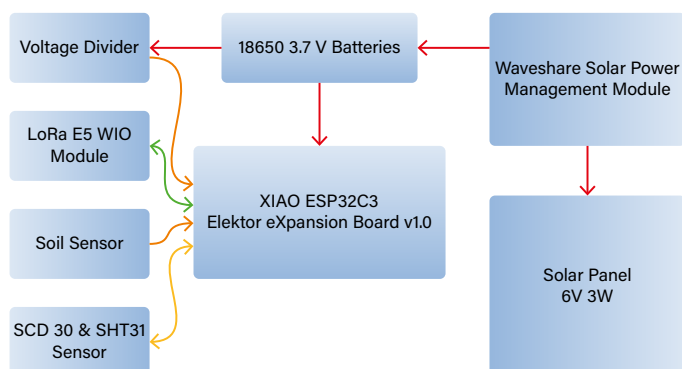 Voltage Divider
18650 3.7 V Batteries
Waveshare Solar Power
Management Module
LoRa E5 WIO
Module
XIAO ESP32C3
Elektor eXpansion Board v1.0
Soil Sensor
Solar Panel
6V 3W
SCD 30 & SHT31
Sensor